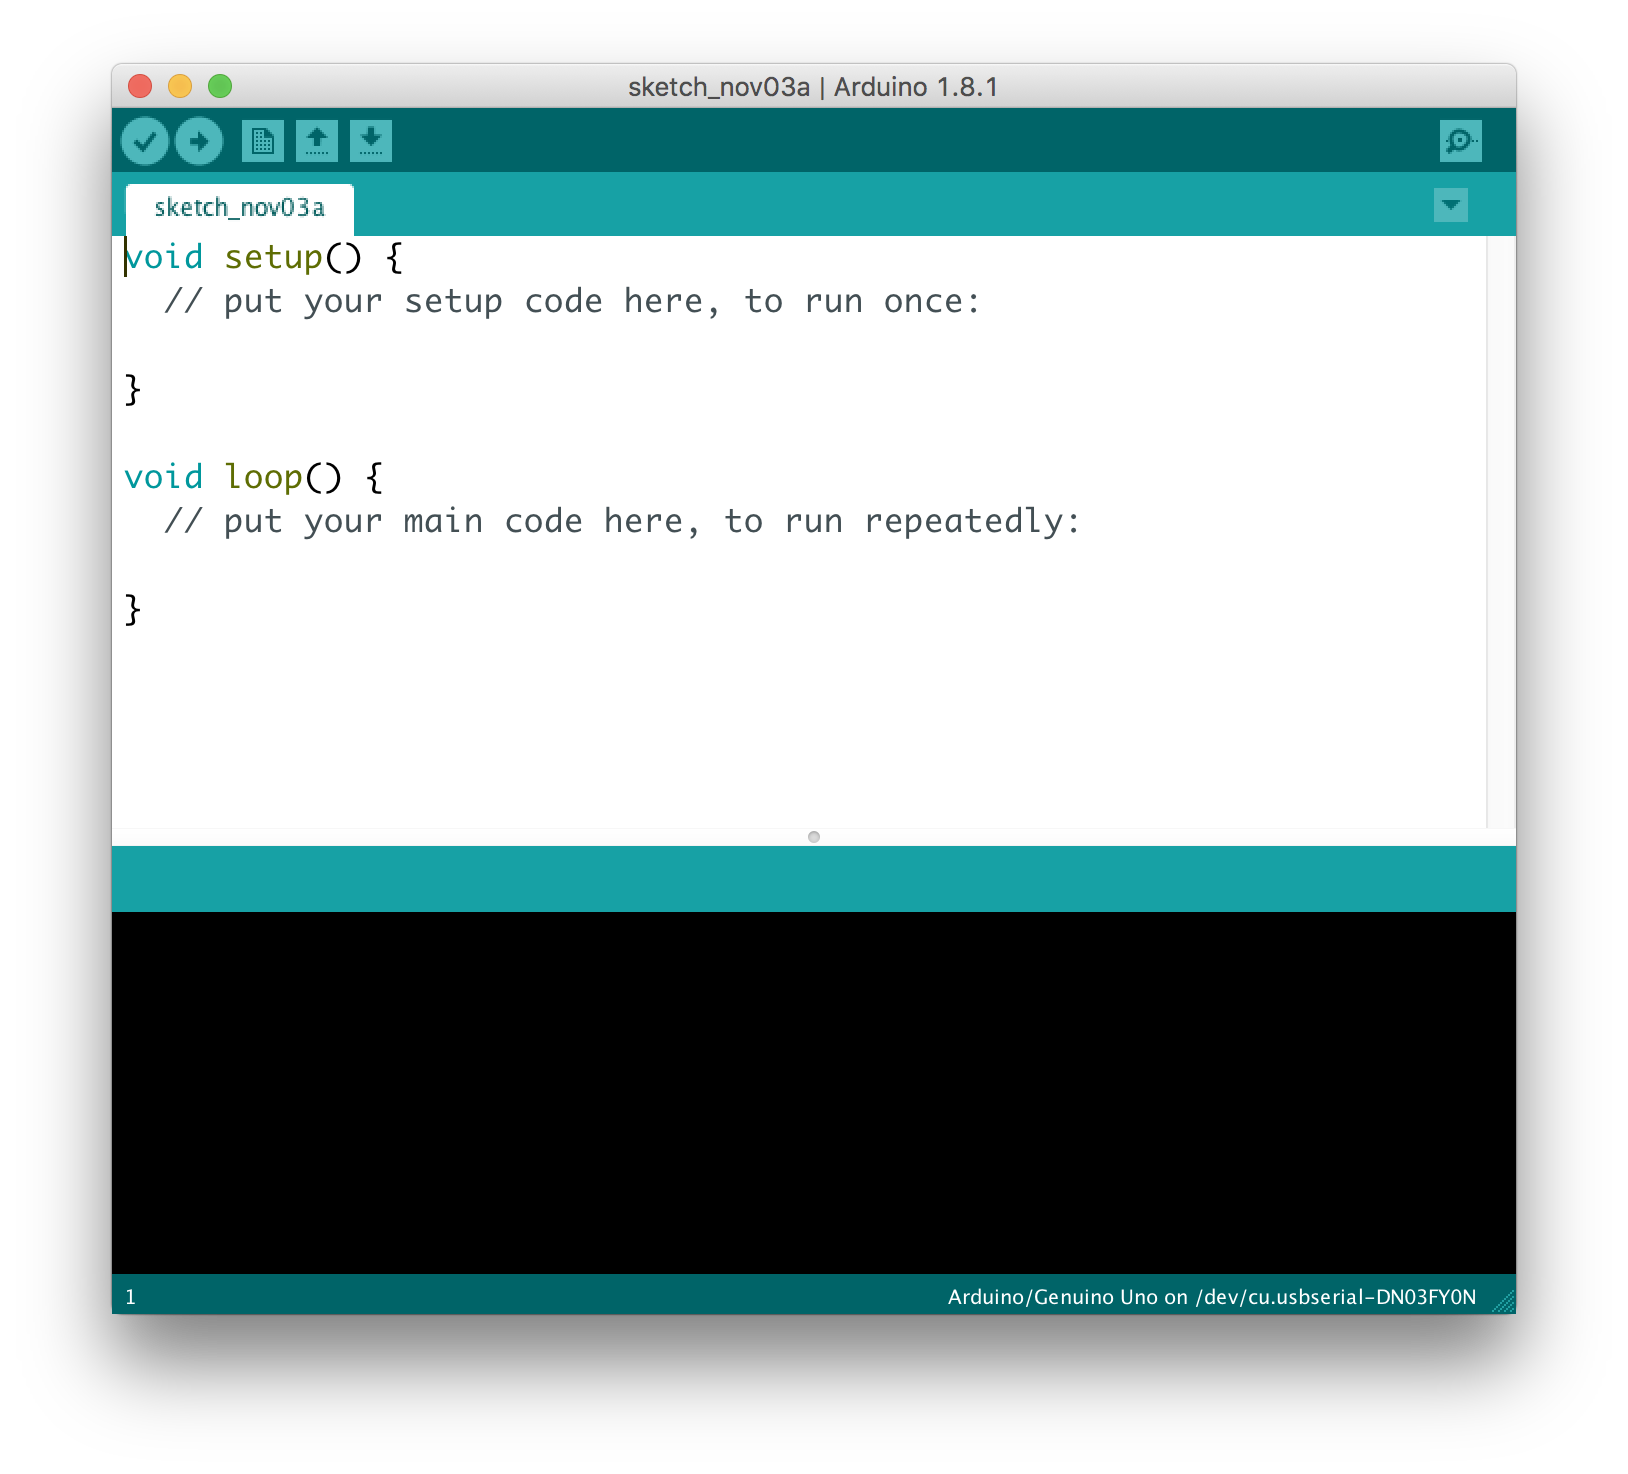 sketch_nov03a | Arduino 1.8.1
sketch_nov03a
void setup() {
  // put your setup code here, to run once:
}
void loop() {
  // put your main code here, to run repeatedly:
}
1
Arduino/Genuino Uno on /dev/cu.usbserial-DN03FY0N